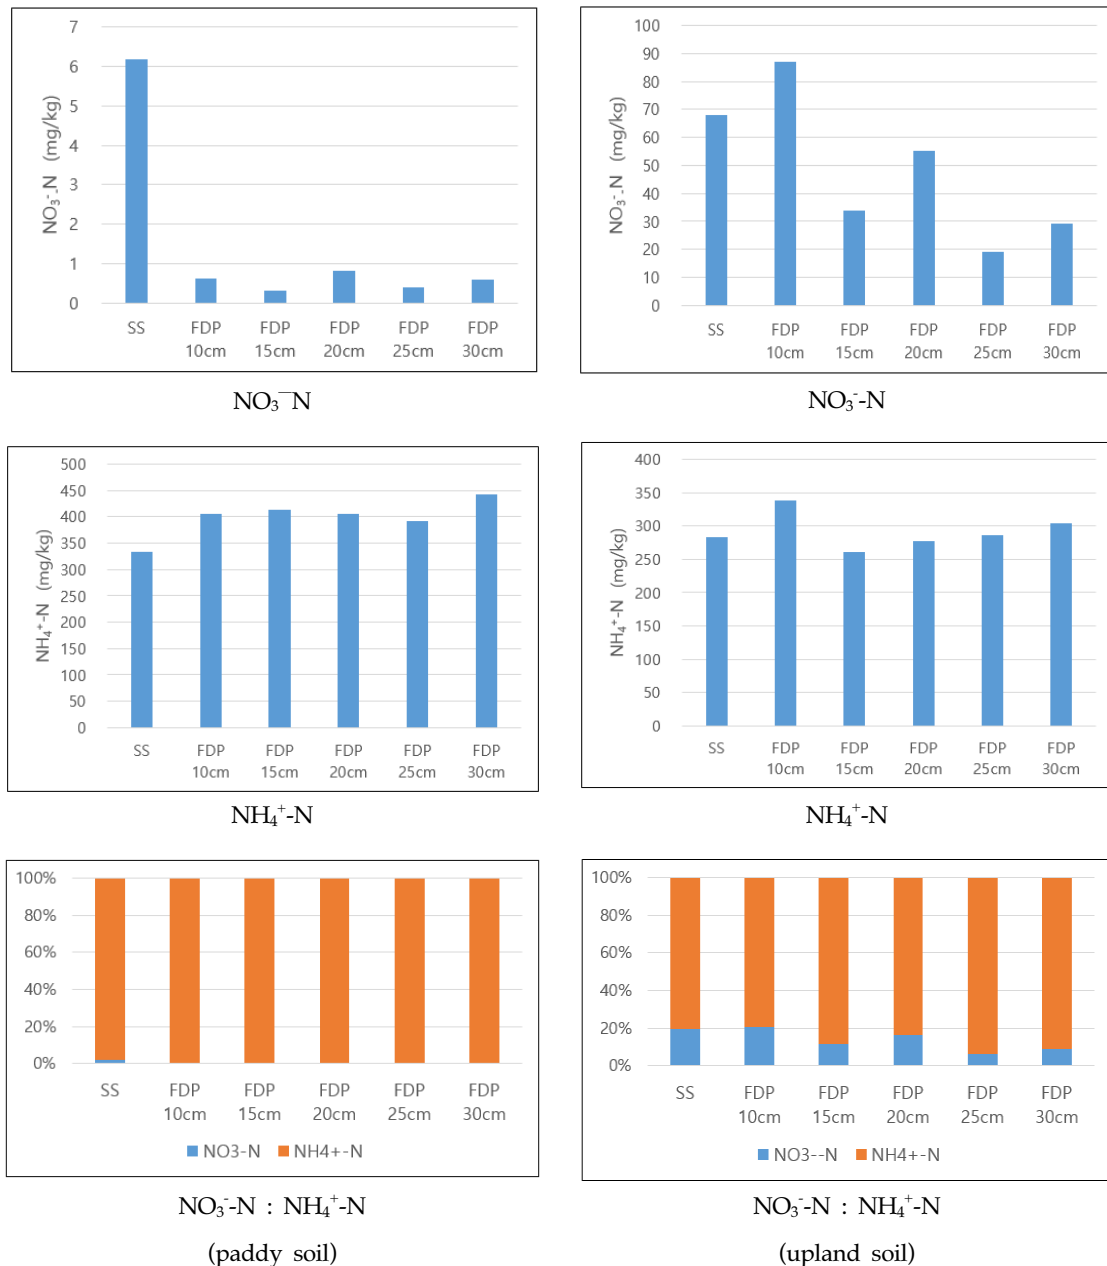 7
6
5
4
3
2
1
0
NO₃⁻-N (mg/kg)
SS FDP FDP FDP FDP FDP
10cm 15cm 20cm 25cm 30cm
NO₃⁻N
100
90
80
70
60
50
40
30
20
10
0
NO₃⁻-N (mg/kg)
SS FDP FDP FDP FDP FDP
10cm 15cm 20cm 25cm 30cm
NO₃⁻-N
500
450
400
350
300
250
200
150
100
50
0
NH₄⁺-N (mg/kg)
SS FDP FDP FDP FDP FDP
10cm 15cm 20cm 25cm 30cm
NH₄⁺-N
400
350
300
250
200
150
100
50
0
NH₄⁺-N (mg/kg)
SS FDP FDP FDP FDP FDP
10cm 15cm 20cm 25cm 30cm
NH₄⁺-N
100%
80%
60%
40%
20%
0%
SS FDP FDP FDP FDP FDP
10cm 15cm 20cm 25cm 30cm
NO3-N NH4+-N
NO₃⁻-N : NH₄⁺-N
(paddy soil)
100%
80%
60%
40%
20%
0%
SS FDP FDP FDP FDP FDP
10cm 15cm 20cm 25cm 30cm
NO3--N NH4+-N
NO₃⁻-N : NH₄⁺-N
(upland soil)